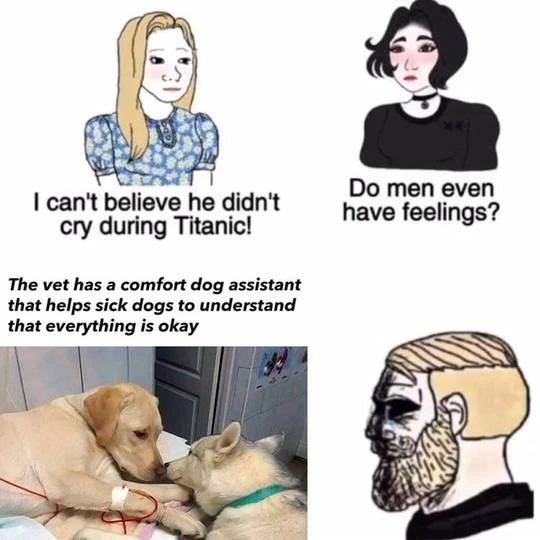 I can't believe he didn't
cry during Titanic!
Do men even
have feelings?
The vet has a comfort dog assistant
that helps sick dogs to understand
that everything is okay